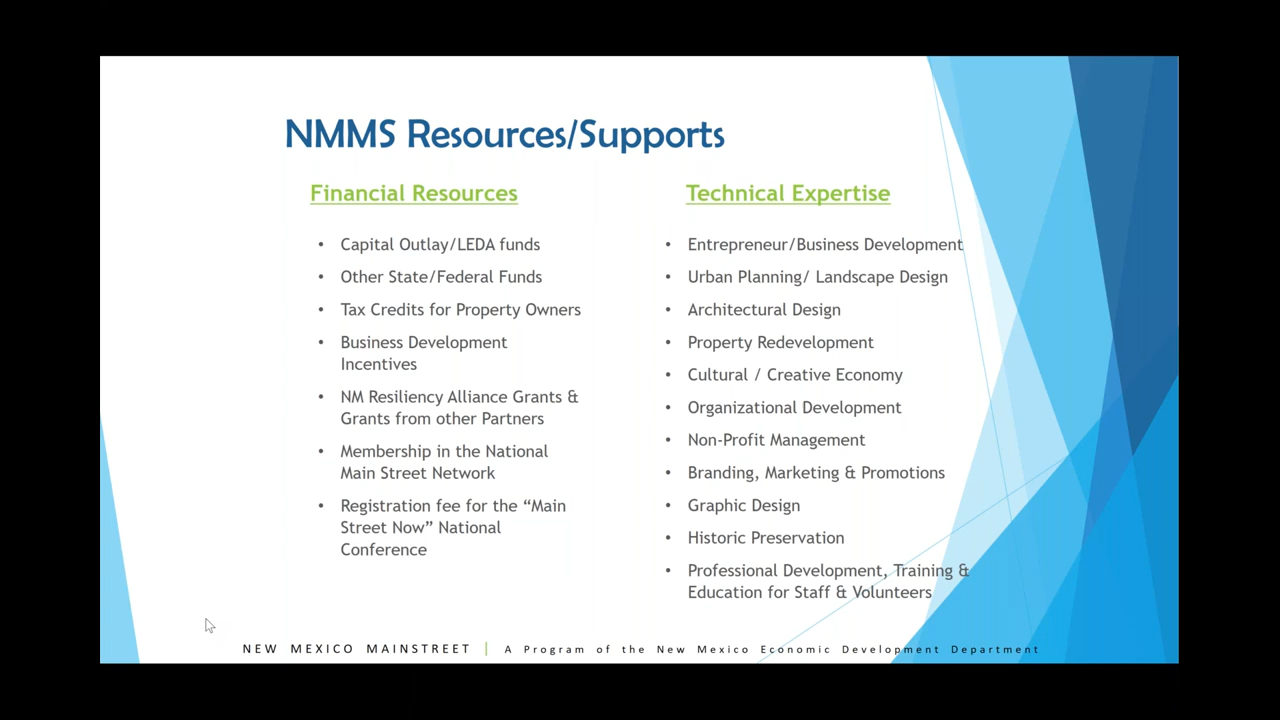 NMMS Resources/Supports
Financial Resources
• Capital Outlay/LEDA funds
• Other State/Federal Funds
• Tax Credits for Property Owners
• Business Development
Incentives
• NM Resiliency Alliance Grants &
Grants from other Partners
• Membership in the National
Main Street Network
• Registration fee for the “Main
Street Now” National
Conference
Technical Expertise
• Entrepreneur/Business Development
• Urban Planning/ Landscape Design
• Architectural Design
• Property Redevelopment
• Cultural / Creative Economy
• Organizational Development
• Non-Profit Management
• Branding, Marketing & Promotions
• Graphic Design
• Historic Preservation
• Professional Development, Training &
Education for Staff & Volunteers
NEW MEXICO MAINSTREET | A Program of the New Mexico Economic Development Department